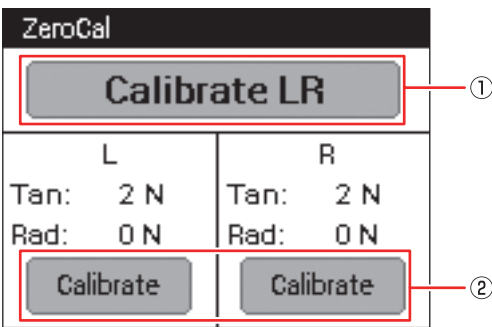 ZeroCal
Calibrate LR
①
L R
Tan: 2 N Tan: 2 N
Rad: 0 N Rad: 0 N
Calibrate Calibrate
②